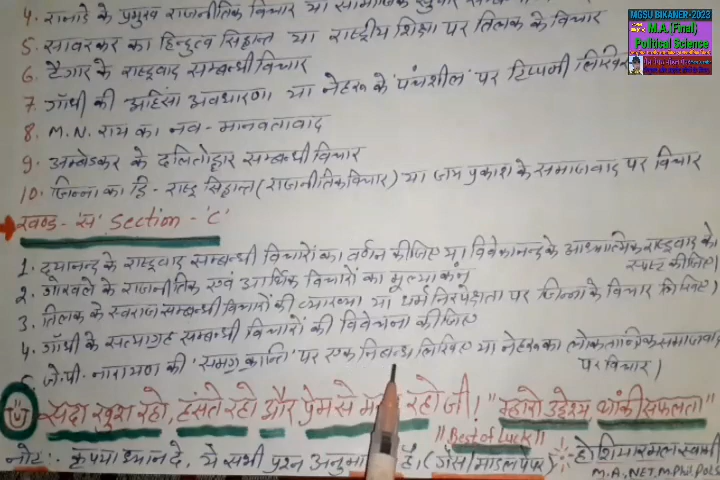 MGSU BIKANER-2023
M.A.(Final)
Political Science
4. रानाडे के प्रमुख राजनीतिक विचार या सामाजिक सुधार
5. सावरकर का हिन्दुत्व सिद्धान्त या राष्ट्रीय शिक्षा पर तिलक के विचार
6. टैगोर के राष्ट्रवाद सम्बन्धी विचार
7. गाँधी की अहिंसा अवधारणा या नेहरू के 'पंचशील' पर टिप्पणी लिखिए
8. M.N. राय का नव-मानवतावाद
9. अम्बेडकर के दलितोद्धार सम्बन्धी विचार
10. जिन्ना का द्वि-राष्ट्र सिद्धान्त (राजनीतिक विचार) या जय प्रकाश के समाजवाद पर विचार
खण्ड-'स' Section-'C'
1. दयानन्द के राष्ट्रवाद सम्बन्धी विचारों का वर्णन कीजिए या विवेकानन्द के आध्यात्मिक राष्ट्रवाद को
स्पष्ट कीजिए।
2. गोखले के राजनीतिक एवं आर्थिक विचारों का मूल्यांकन
3. तिलक के स्वराज सम्बन्धी विचारों की व्याख्या या धर्म निरपेक्षता पर जिन्ना के विचार लिखिए।
4. गाँधी के सत्याग्रह सम्बन्धी विचारों की विवेचना कीजिए
जे.पी. नारायण की 'समग्र क्रान्ति' पर एक निबन्ध लिखिए या नेहरू का लोकतान्त्रिक समाजवाद
पर विचार।
सदा खुश रहो, हंसते रहो और प्रेम से रहो जी! "म्हारो उद्देश्य थांकी सफलता"
"Best of Luck"
नोट:- कृपया ध्यान दे, ये सभी प्रश्न है। (गैस/माडल पेपर) होशियारमल स्वामी
M.A., NET, M.Phil, Pol.S